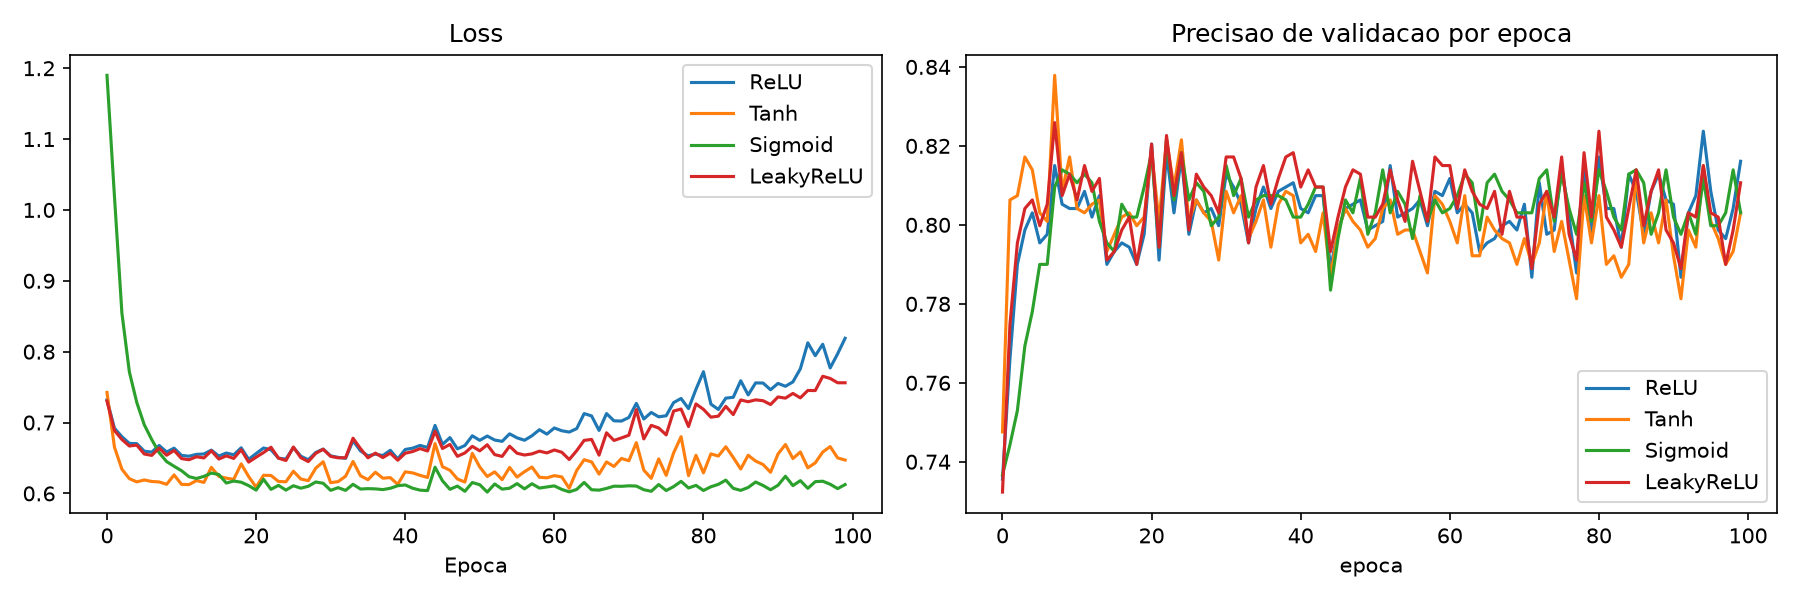 Loss
1.2
1.1
1.0
0.9
0.8
0.7
0.6
0 20 40 60 80 100
Epoca
ReLU
Tanh
Sigmoid
LeakyReLU
Precisao de validacao por epoca
0.84
0.82
0.80
0.78
0.76
0.74
0 20 40 60 80 100
epoca
ReLU
Tanh
Sigmoid
LeakyReLU